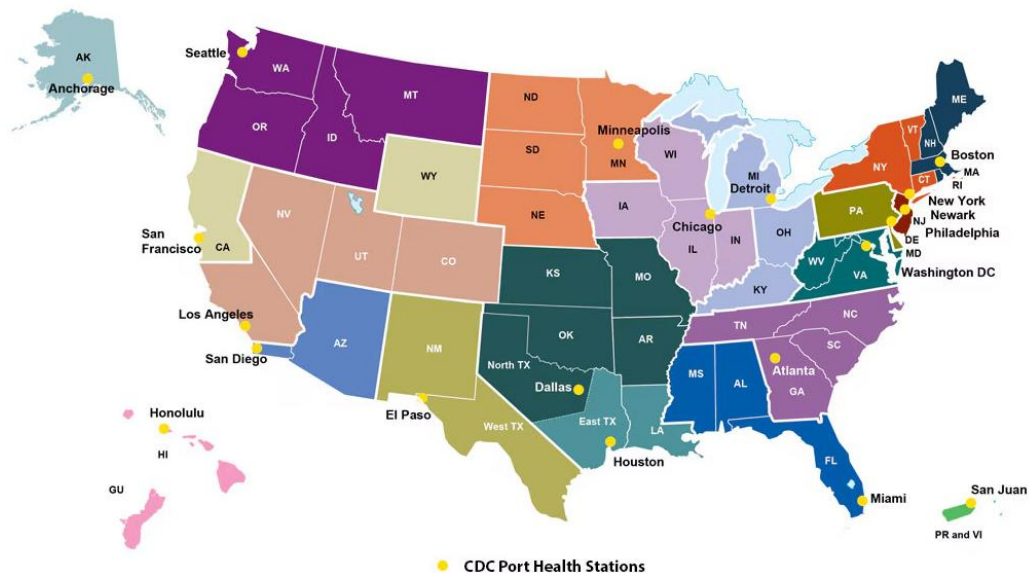 AK
Anchorage
Seattle
WA
MT
OR
ID
ND
SD
NE
Minneapolis
MN
WI
MI
Detroit
ME
VT
NH
NY
Boston
MA
RI
CT
New York
Newark
NJ
Philadelphia
PA
DE
MD
Washington DC
WV
VA
WY
NV
UT
CO
CA
San
Francisco
IA
Chicago
IL
IN
OH
KY
KS
MO
OK
AR
Los Angeles
San Diego
AZ
NM
North TX
Dallas
TN
NC
SC
Atlanta
GA
MS
AL
El Paso
West TX
East TX
LA
Houston
FL
Miami
Honolulu
HI
GU
San Juan
PR and VI
CDC Port Health Stations